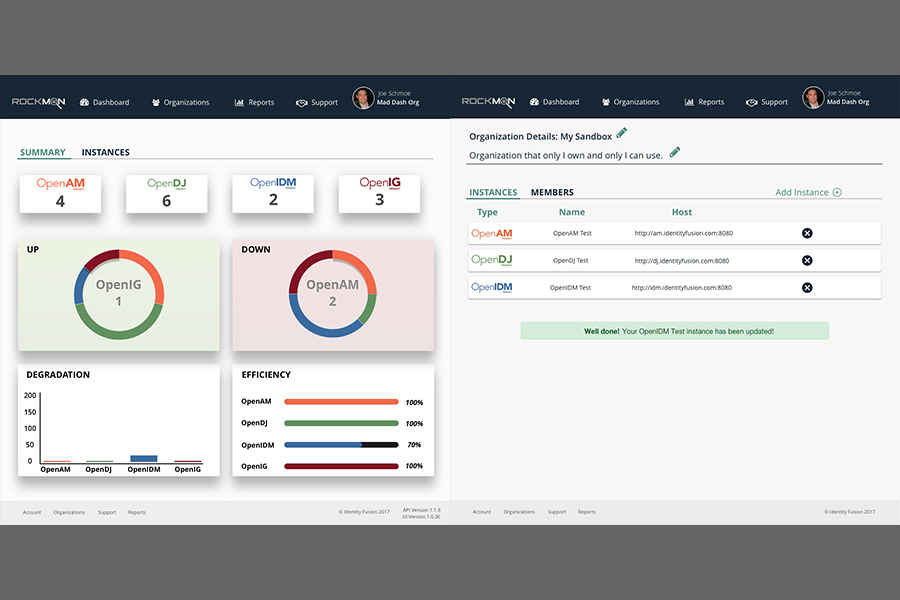 ROCKMON Dashboard Organizations Reports Support Joe Schmoe
Mad Dash Org
SUMMARY INSTANCES
OpenAM OpenDJ OpenIDM OpenIG
PROJECT PROJECT PROJECT PROJECT
4 6 2 3
UP DOWN
OpenIG OpenAM
1 2
DEGRADATION
200
150
100
50
0
OpenAM OpenDJ OpenIDM OpenIG
EFFICIENCY
OpenAM 100%
OpenDJ 100%
OpenIDM 70%
OpenIG 100%
Account Organizations Support Reports © Identity Fusion 2017 API Version 1.1.9
UI Version 1.0.36
ROCKMON Dashboard Organizations Reports Support Joe Schmoe
Mad Dash Org
Organization Details: My Sandbox
Organization that only I own and only I can use.
INSTANCES MEMBERS Add Instance
Type Name Host
OpenAM OpenAM Test http://am.identityfusion.com:8080
OpenDJ OpenDJ Test http://dj.identityfusion.com:8080
OpenIDM OpenIDM Test http://idm.identityfusion.com:8080
Well done! Your OpenIDM Test instance has been updated!
Account Organizations Support Reports © Identity Fusion 2017